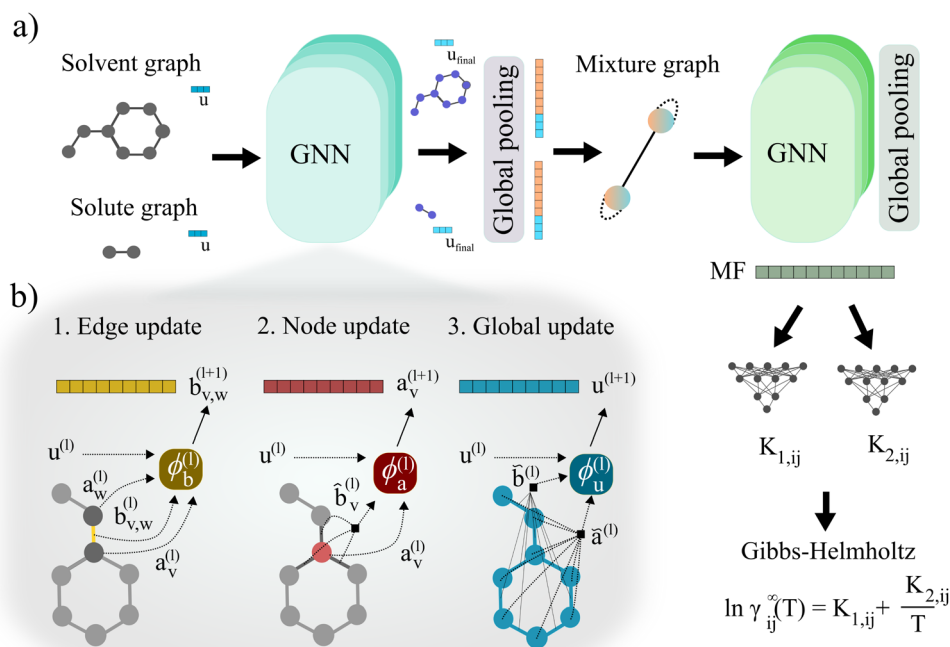 a)
Solvent graph
u
GNN
u_final
Global pooling
Mixture graph
GNN
Global pooling
Solute graph
u
u_final
MF
K_1,ij
K_2,ij
Gibbs-Helmholtz
ln γ_ij^∞(T) = K_1,ij + K_2,ij / T
b)
1. Edge update
b_v,w^(l+1)
u^(l)
ϕ_b^(l)
a_w^(l)
b_v,w^(l)
a_v^(l)
2. Node update
a_v^(l+1)
u^(l)
ϕ_a^(l)
b̂_v^(l)
a_v^(l)
3. Global update
u^(l+1)
u^(l)
ϕ_u^(l)
b̆^(l)
ă^(l)